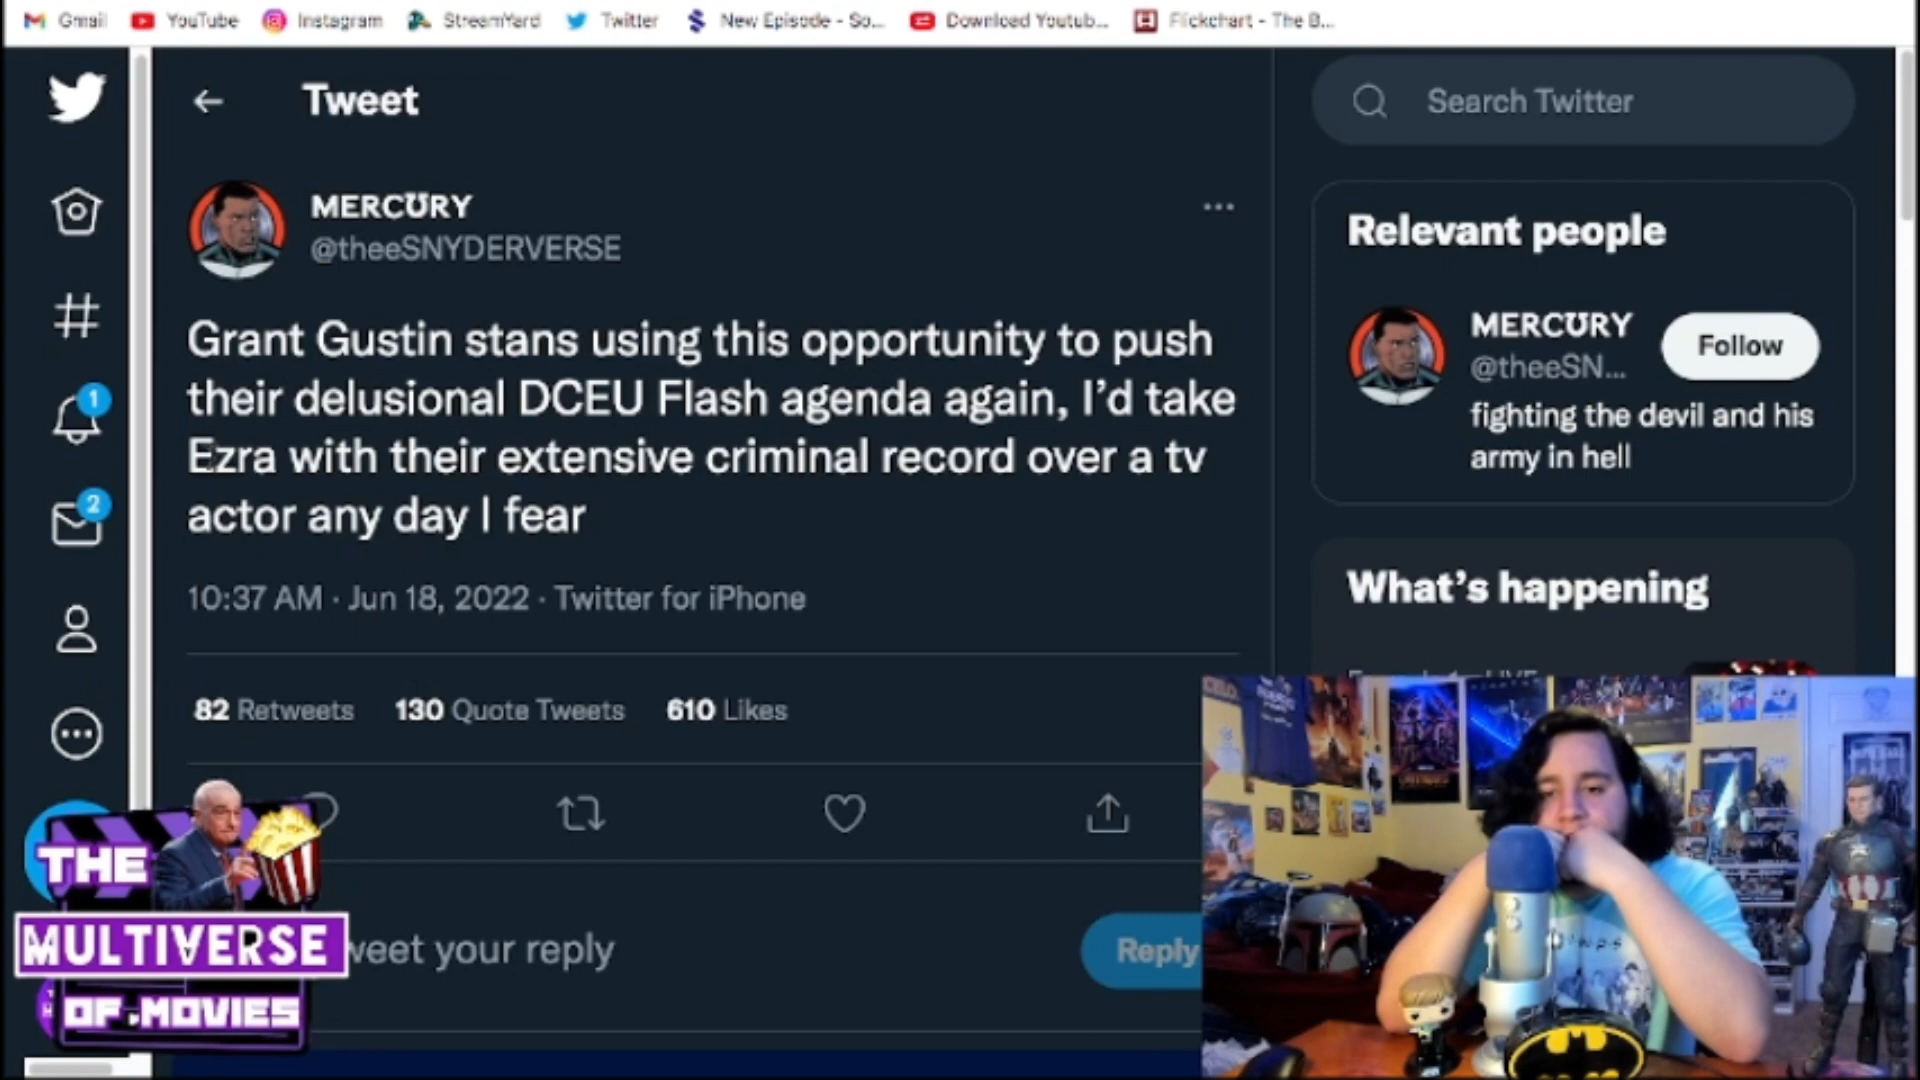 Gmail YouTube Instagram StreamYard Twitter New Episode - So... Download Youtub... Flickchart - The B...
Tweet
Search Twitter
MERCURY
@theeSNYDERVERSE
Grant Gustin stans using this opportunity to push
their delusional DCEU Flash agenda again, I’d take
Ezra with their extensive criminal record over a tv
actor any day I fear
10:37 AM · Jun 18, 2022 · Twitter for iPhone
82 Retweets 130 Quote Tweets 610 Likes
weet your reply
Reply
Relevant people
MERCURY
@theeSN...
Follow
fighting the devil and his
army in hell
What’s happening
1
2
THE
MULTIVERSE
OF MOVIES